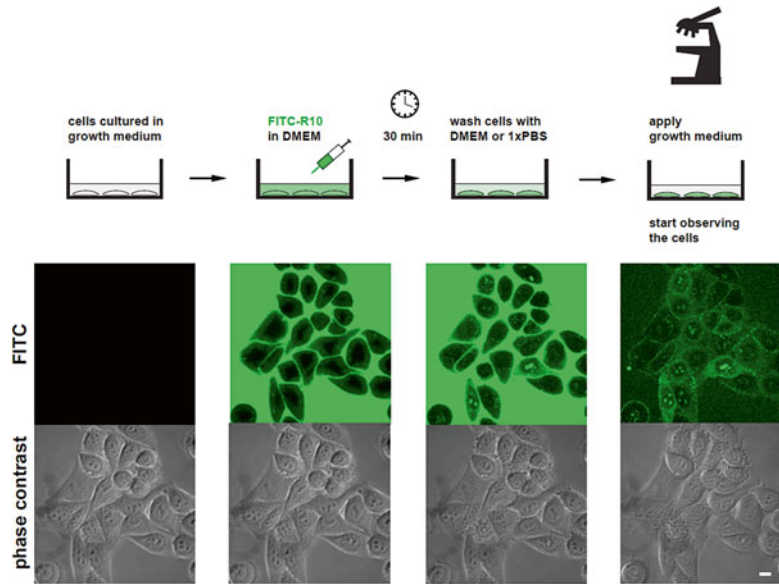 cells cultured in
growth medium
FITC-R10
in DMEM
30 min
wash cells with
DMEM or 1xPBS
apply
growth medium
start observing
the cells
FITC
phase contrast